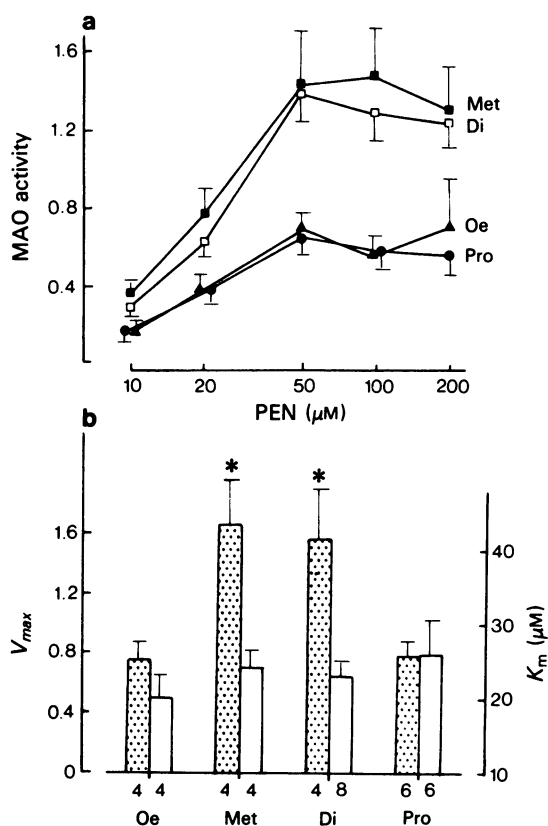 a
1.6
1.2
0.8
0.4
MAO activity
Met
Di
Oe
Pro
10 20 50 100 200
PEN (µM)
b
* *
1.6
1.2
0.8
0.4
0
Vmax
40
30
20
10
Km (µM)
4 4 4 4 4 8 6 6
Oe Met Di Pro